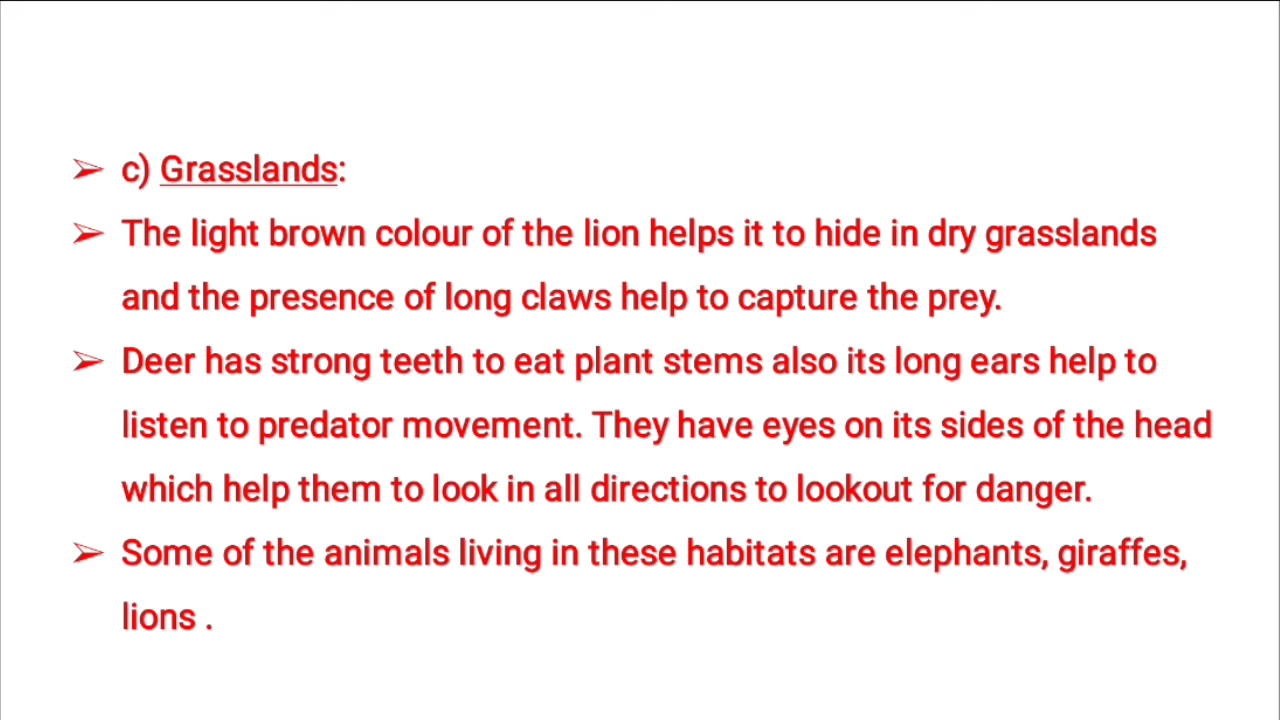 ➢ c) Grasslands:
➢ The light brown colour of the lion helps it to hide in dry grasslands
and the presence of long claws help to capture the prey.
➢ Deer has strong teeth to eat plant stems also its long ears help to
listen to predator movement. They have eyes on its sides of the head
which help them to look in all directions to lookout for danger.
➢ Some of the animals living in these habitats are elephants, giraffes,
lions .